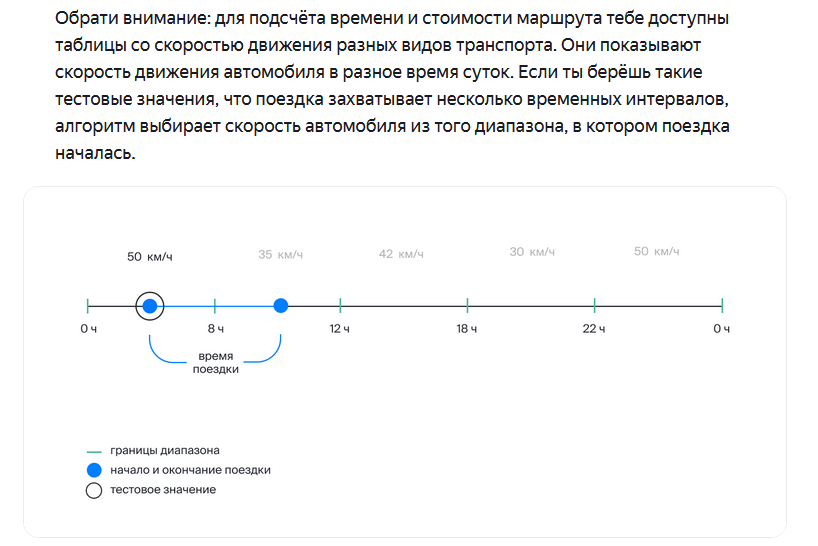 Обрати внимание: для подсчёта времени и стоимости маршрута тебе доступны
таблицы со скоростью движения разных видов транспорта. Они показывают
скорость движения автомобиля в разное время суток. Если ты берёшь такие
тестовые значения, что поездка захватывает несколько временных интервалов,
алгоритм выбирает скорость автомобиля из того диапазона, в котором поездка
началась.
50 км/ч 35 км/ч 42 км/ч 30 км/ч 50 км/ч
0 ч 8 ч 12 ч 18 ч 22 ч 0 ч
время
поездки
границы диапазона
начало и окончание поездки
тестовое значение